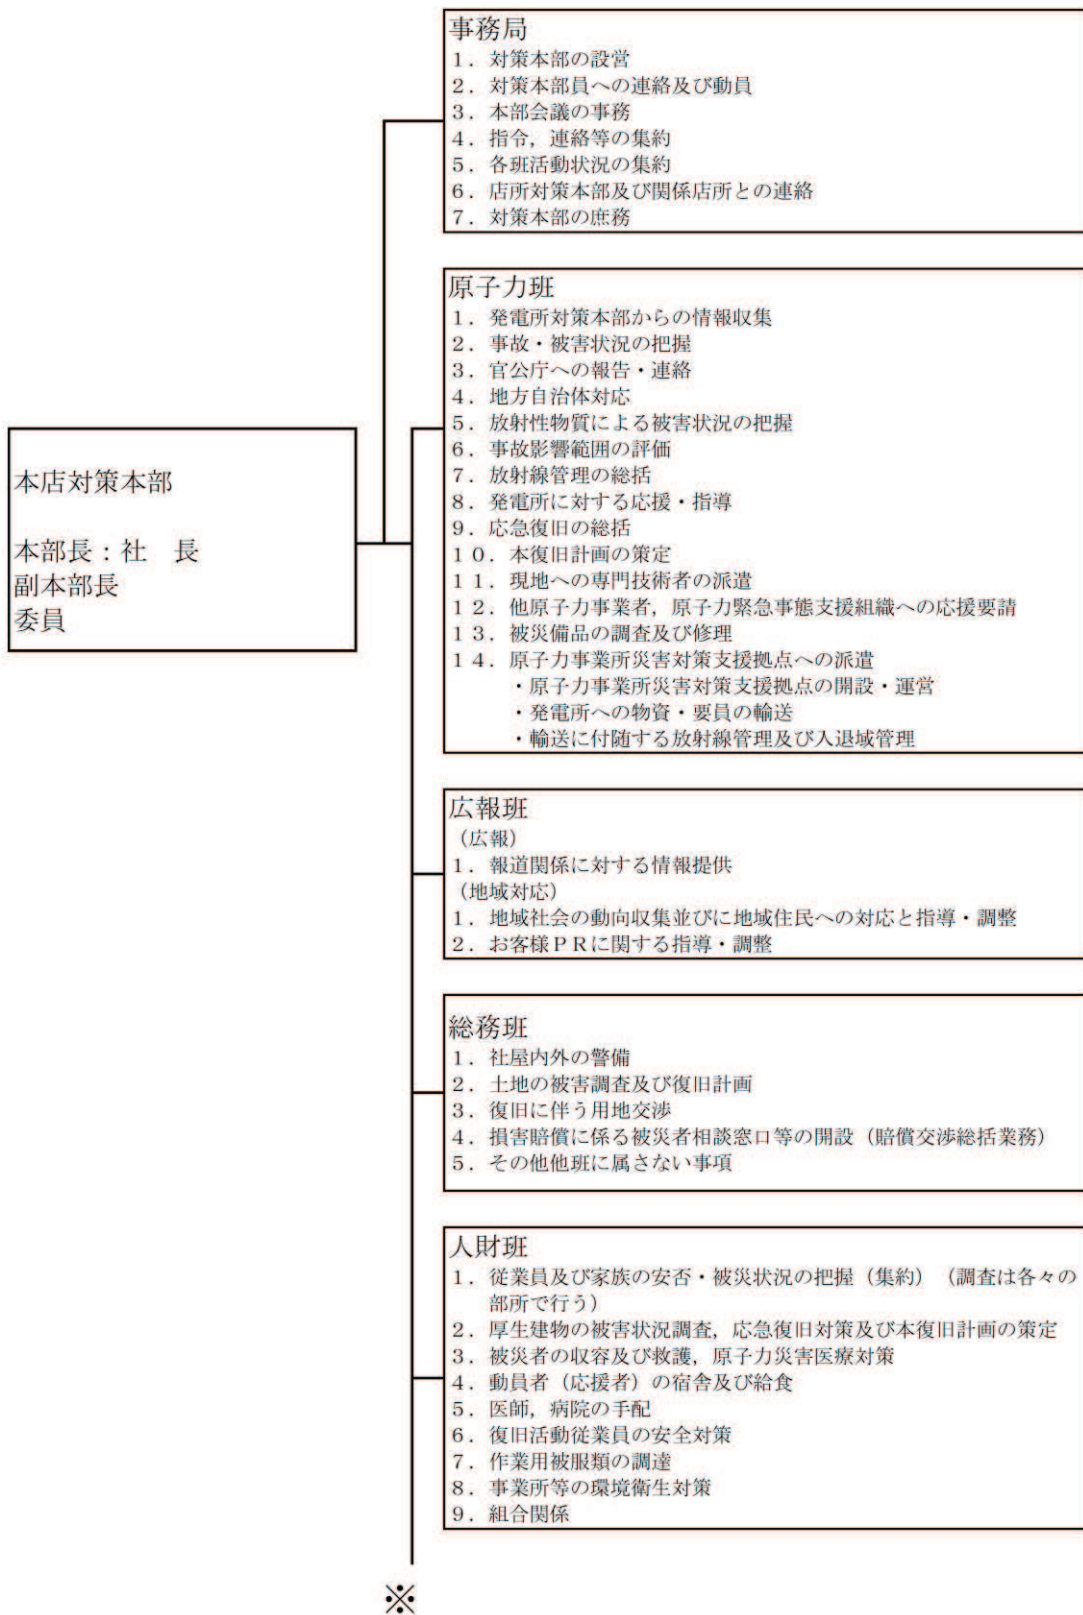 本店対策本部
本部長：社　長
副本部長
委員
事務局
１．対策本部の設営
２．対策本部員への連絡及び動員
３．本部会議の事務
４．指令，連絡等の集約
５．各班活動状況の集約
６．店所対策本部及び関係店所との連絡
７．対策本部の庶務
原子力班
１．発電所対策本部からの情報収集
２．事故・被害状況の把握
３．官公庁への報告・連絡
４．地方自治体対応
５．放射性物質による被害状況の把握
６．事故影響範囲の評価
７．放射線管理の総括
８．発電所に対する応援・指導
９．応急復旧の総括
１０．本復旧計画の策定
１１．現地への専門技術者の派遣
１２．他原子力事業者，原子力緊急事態支援組織への応援要請
１３．被災備品の調査及び修理
１４．原子力事業所災害対策支援拠点への派遣
・原子力事業所災害対策支援拠点の開設・運営
・発電所への物資・要員の輸送
・輸送に付随する放射線管理及び入退域管理
広報班
（広報）
１．報道関係に対する情報提供
（地域対応）
１．地域社会の動向収集並びに地域住民への対応と指導・調整
２．お客様ＰＲに関する指導・調整
総務班
１．社屋内外の警備
２．土地の被害調査及び復旧計画
３．復旧に伴う用地交渉
４．損害賠償に係る被災者相談窓口等の開設（賠償交渉総括業務）
５．その他他班に属さない事項
人財班
１．従業員及び家族の安否・被災状況の把握（集約）（調査は各々の
部所で行う）
２．厚生建物の被害状況調査，応急復旧対策及び本復旧計画の策定
３．被災者の収容及び救護，原子力災害医療対策
４．動員者（応援者）の宿舎及び給食
５．医師，病院の手配
６．復旧活動従業員の安全対策
７．作業用被服類の調達
８．事業所等の環境衛生対策
９．組合関係
※